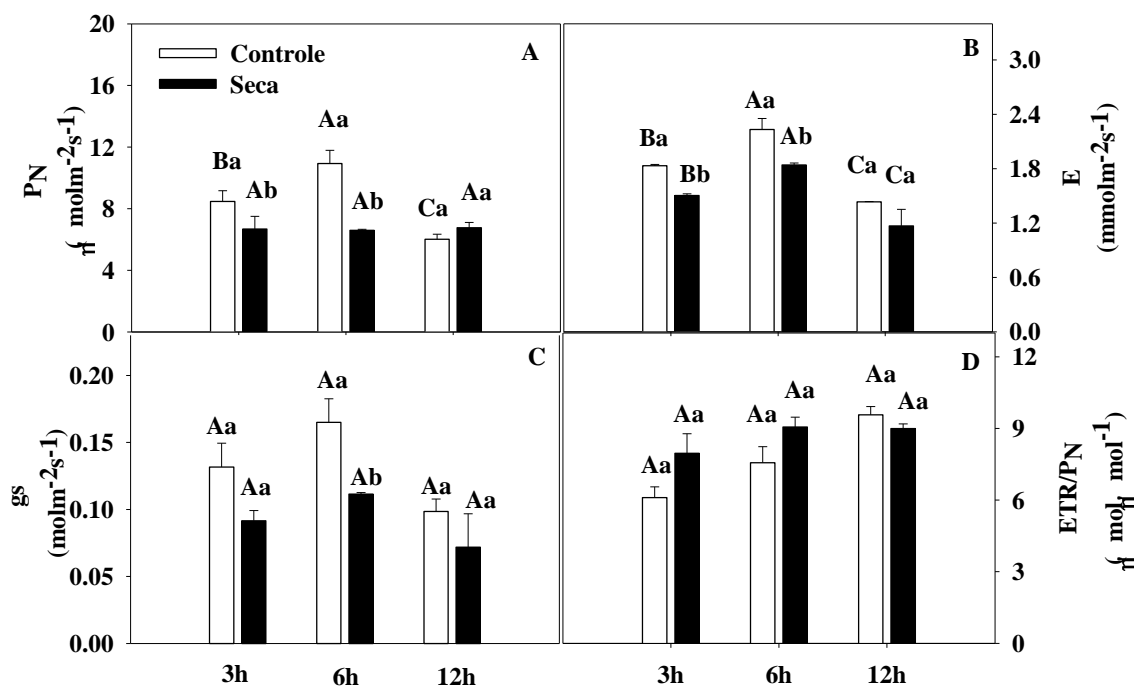 20
16
12
8
4
0
P_N
molm-2s-1)
Controle
Seca
A
Ba
Ab
Aa
Ab
Ca
Aa
B
Ba
Bb
Aa
Ab
Ca
Ca
3.0
2.4
1.8
1.2
0.6
0.0
E
(mmolm-2s-1)
0.20
0.15
0.10
0.05
0.00
gs
(molm-2s-1)
C
Aa
Aa
Aa
Ab
Aa
Aa
3h
6h
12h
D
Aa
Aa
Aa
Aa
Aa
Aa
12
9
6
3
0
ETR/P_N
mol mol-1)
3h
6h
12h